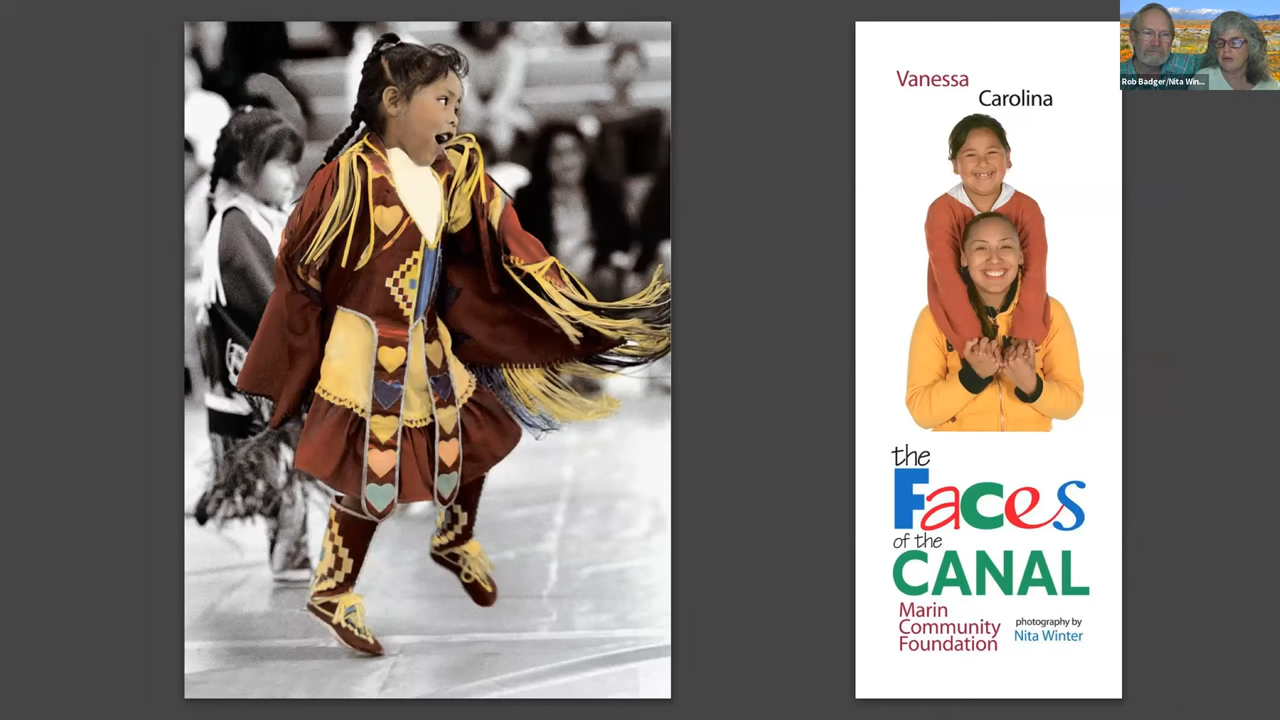 Vanessa
Carolina
the
Faces
of the
CANAL
Marin
Community
Foundation
photography by
Nita Winter
Rob Badger/Nita Win...